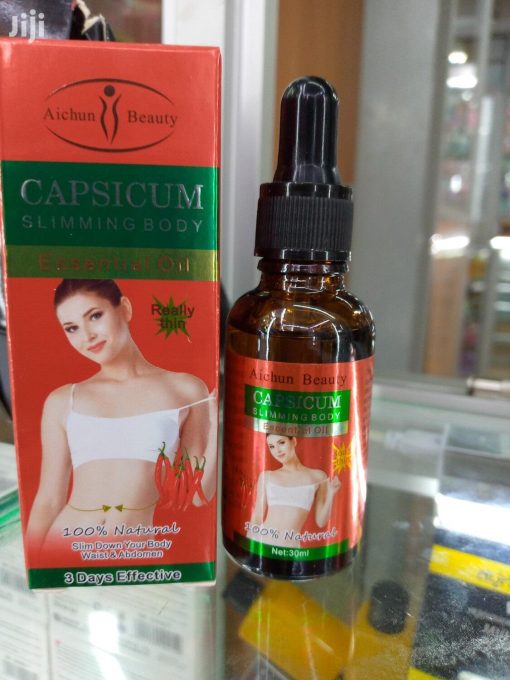 Jiji
Aichun Beauty
CAPSICUM
SLIMMING BODY
Essential Oil
Really
thin
100% Natural
Slim Down Your Body
Waist & Abdomen
3 Days Effective
Aichun Beauty
CAPSICUM
SLIMMING BODY
Essential Oil
100% Natural
Net:30ml